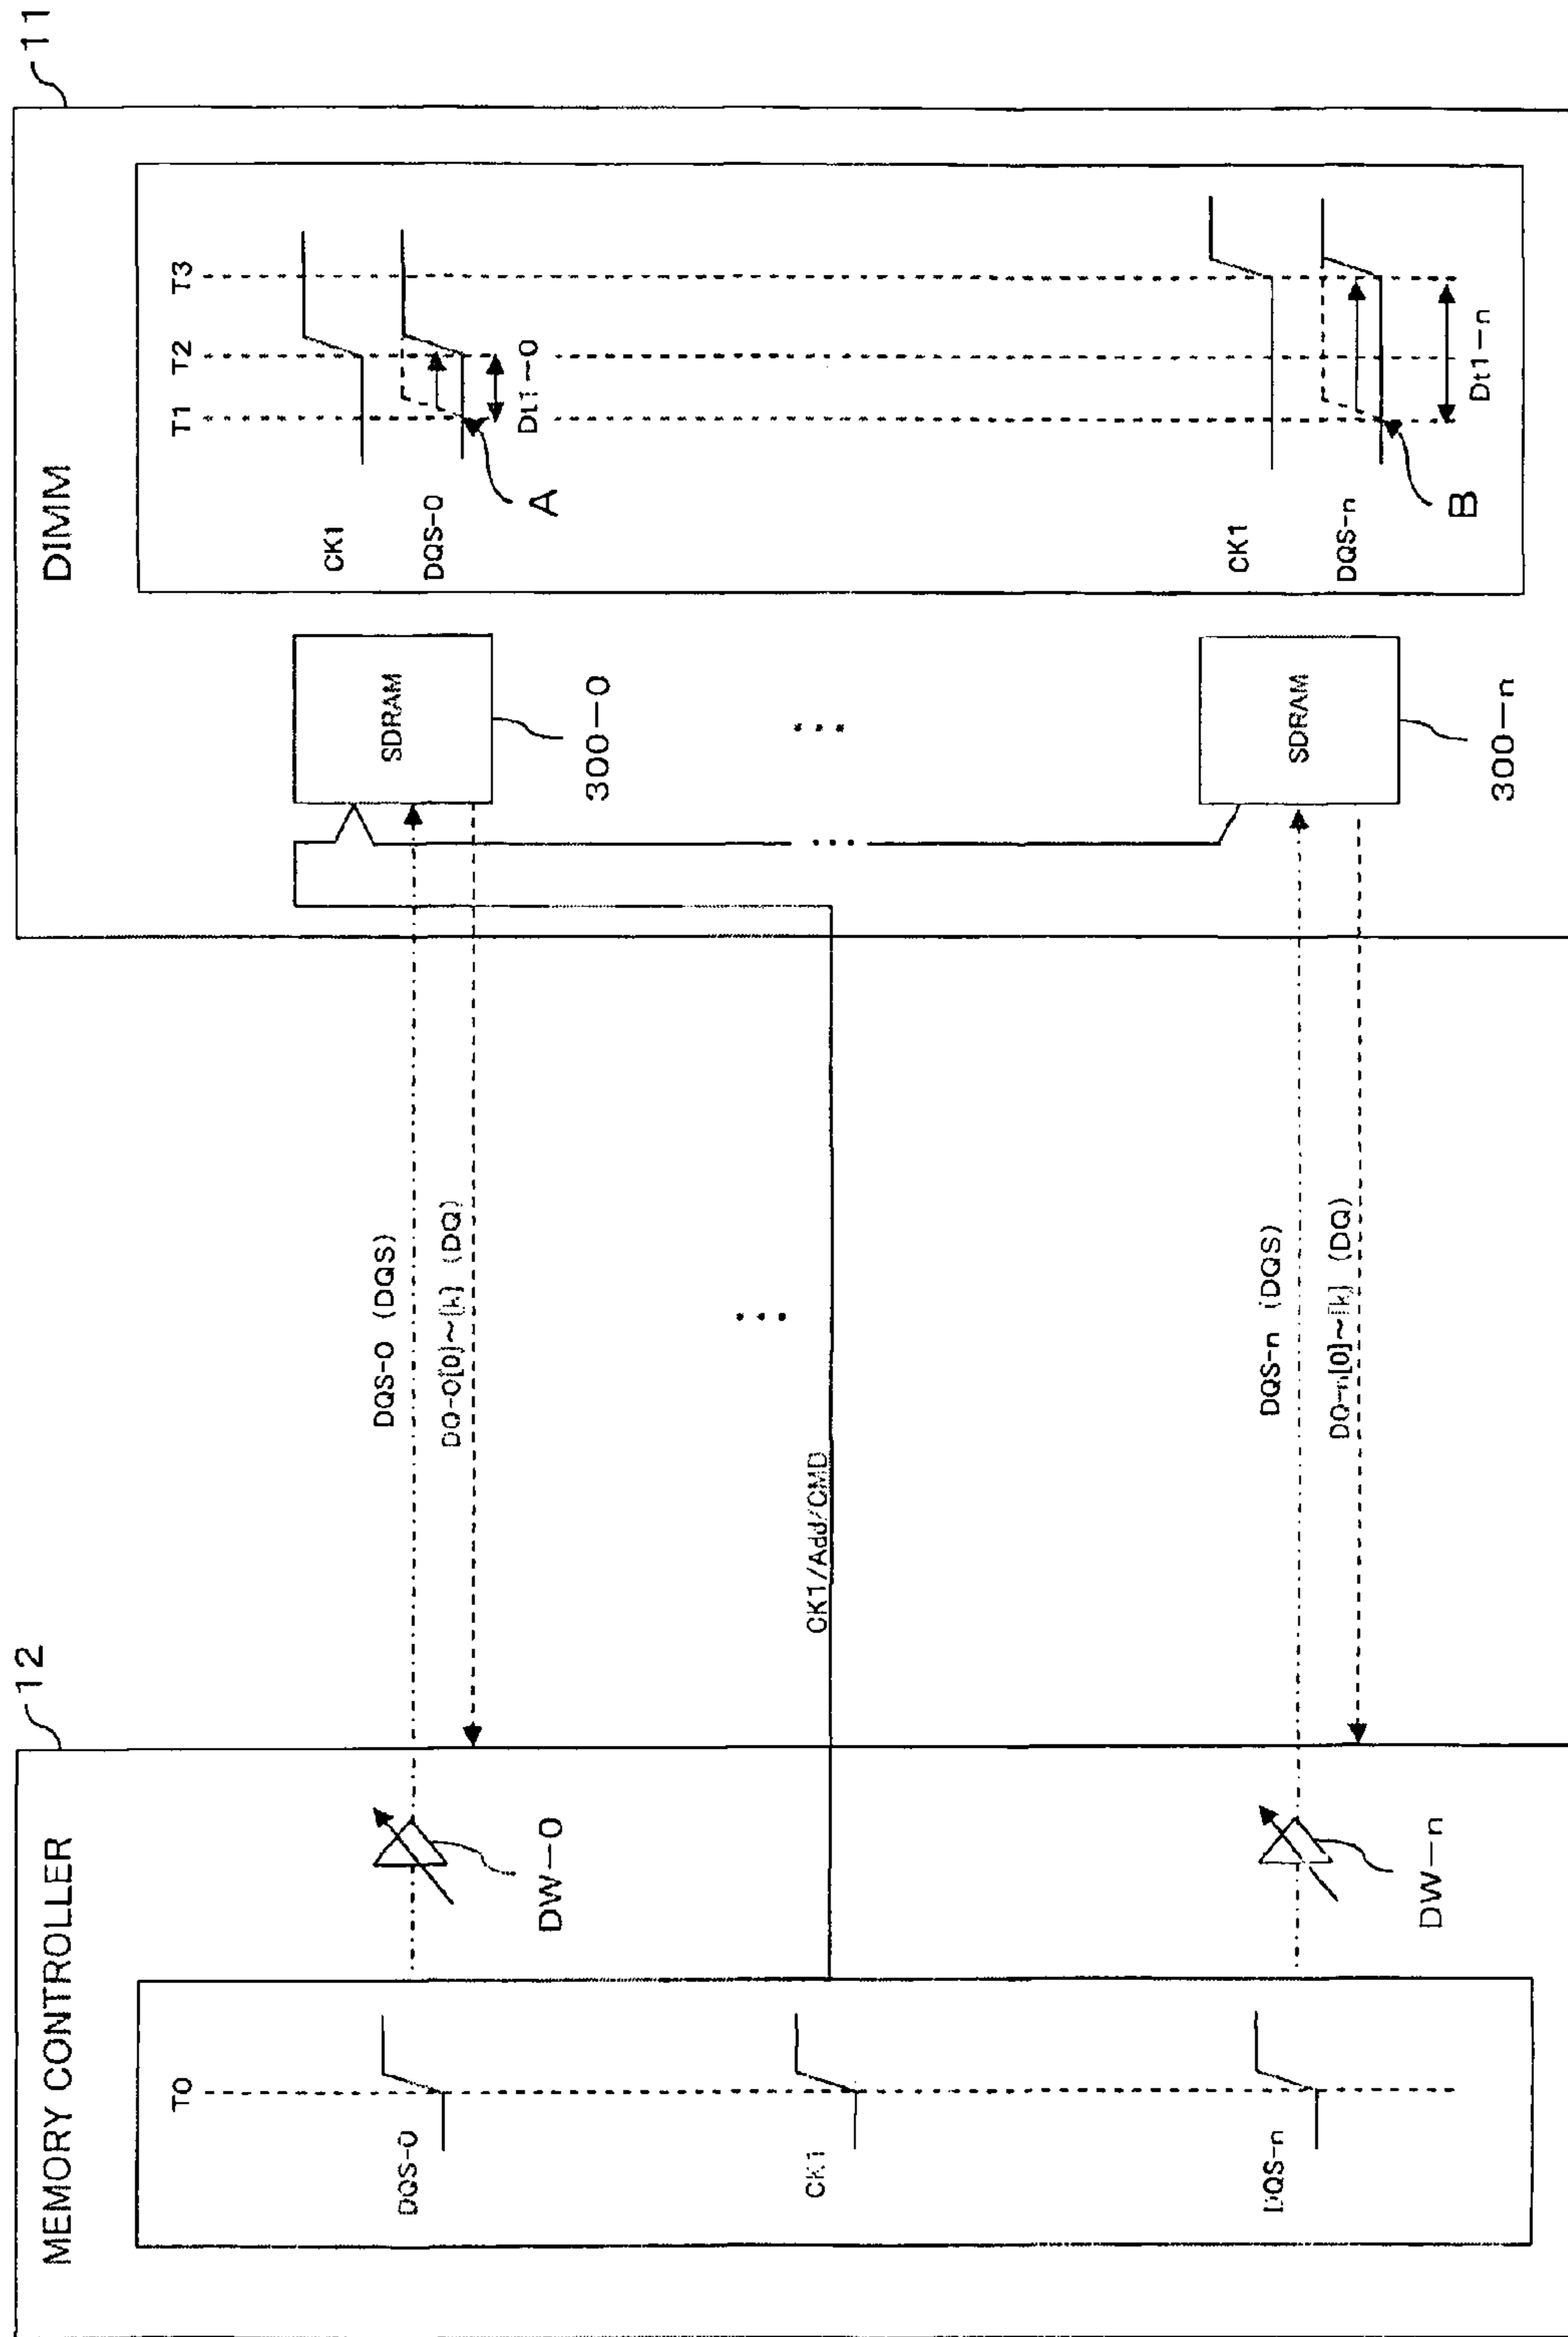 MEMORY CONTROLLER
12
T0
DQS-0
CK1
DQS-n
DW-0
DW-n
DQS-0 (DQS)
DQ-0[0]~[k] (DQ)
CK1/Add/CMD
DQS-n (DQS)
DQ-n[0]~[k] (DQ)
DIMM
11
SDRAM
300-0
SDRAM
300-n
T1
T2
T3
CK1
DQS-0
A
Dt1-0
CK1
DQS-n
B
Dt1-n